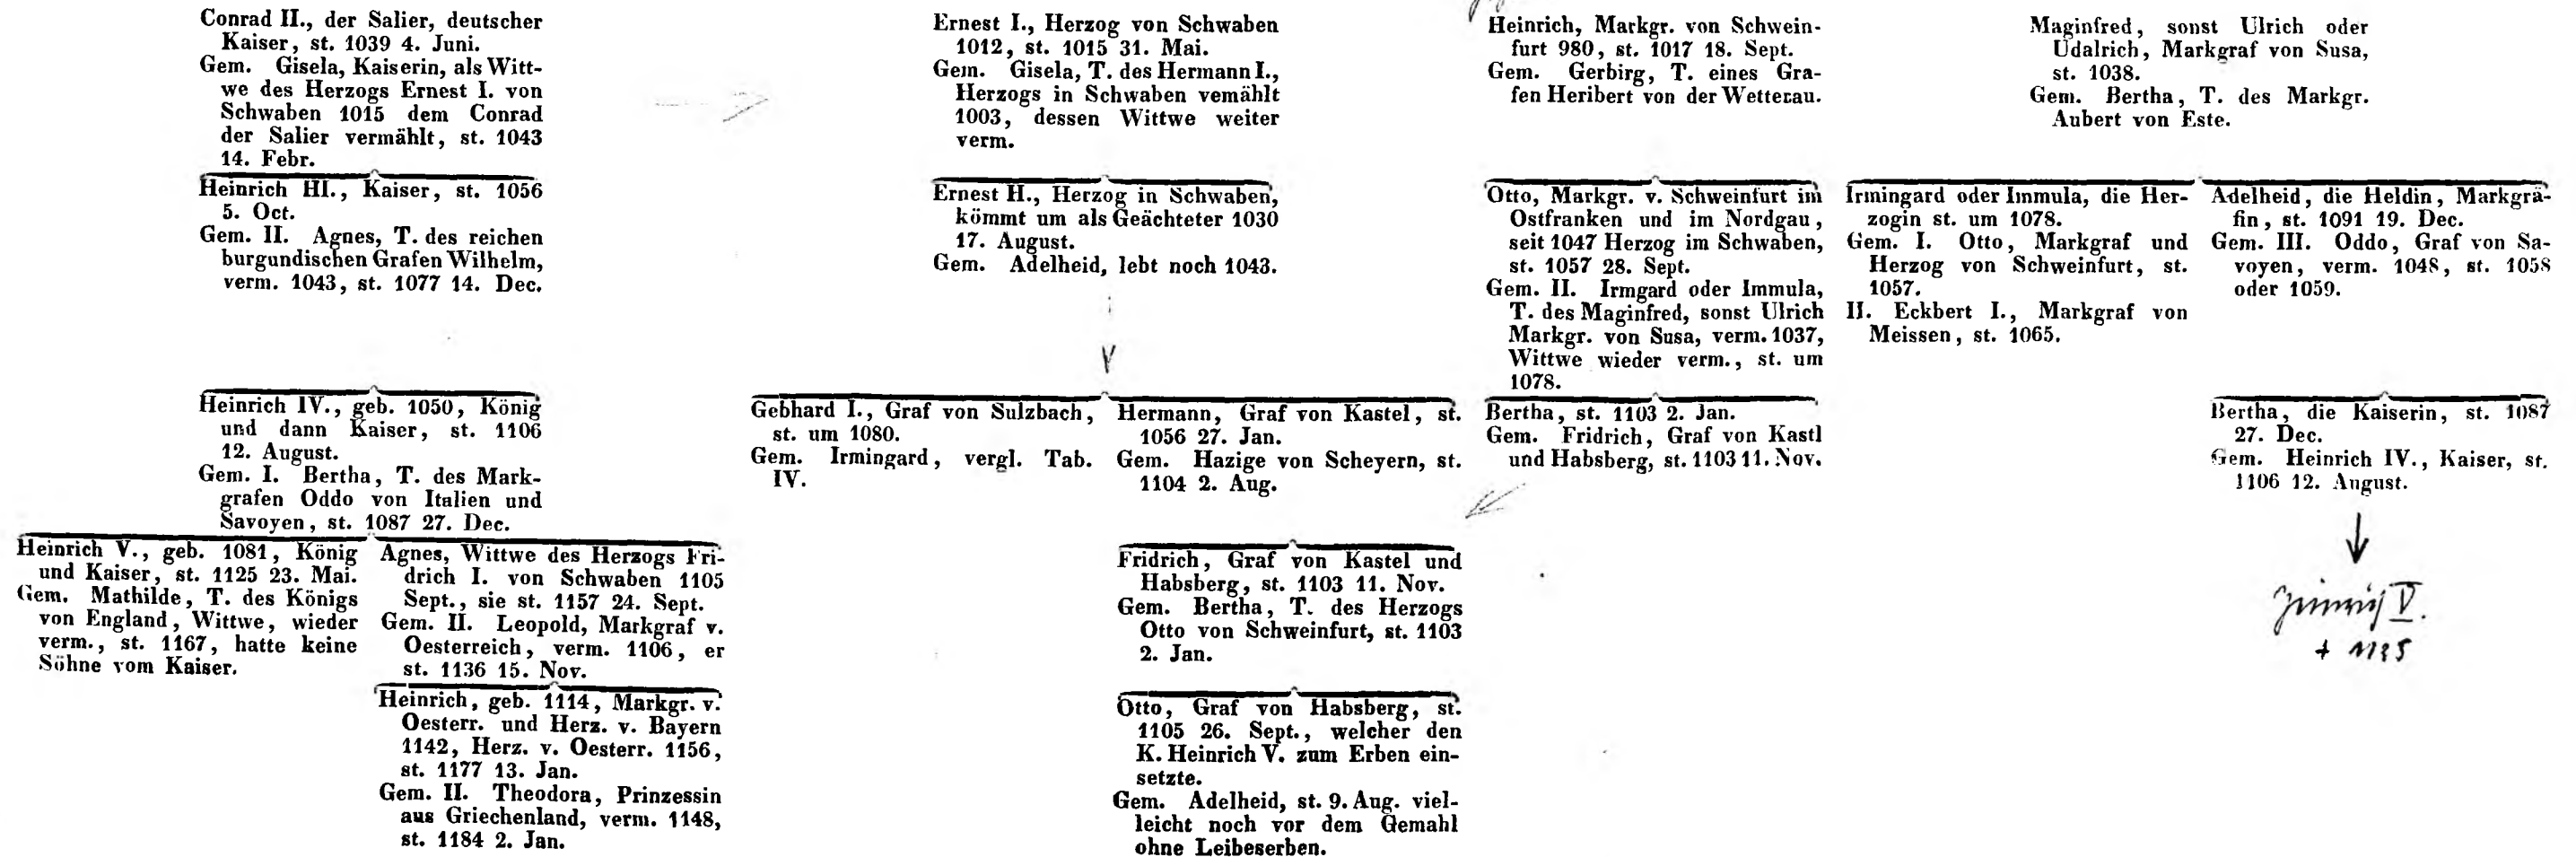 Conrad II., der Salier, deutscher
Kaiser, st. 1039 4. Juni.
Gem. Gisela, Kaiserin, als Witt-
we des Herzogs Ernest I. von
Schwaben 1015 dem Conrad
der Salier vermählt, st. 1043
14. Febr.
Heinrich III., Kaiser, st. 1056
5. Oct.
Gem. II. Agnes, T. des reichen
burgundischen Grafen Wilhelm,
verm. 1043, st. 1077 14. Dec.
Heinrich IV., geb. 1050, König
und dann Kaiser, st. 1106
12. August.
Gem. I. Bertha, T. des Mark-
grafen Oddo von Italien und
Savoyen, st. 1087 27. Dec.
Heinrich V., geb. 1081, König
und Kaiser, st. 1125 23. Mai.
Gem. Mathilde, T. des Königs
von England, Wittwe, wieder
verm., st. 1167, hatte keine
Söhne vom Kaiser.
Agnes, Wittwe des Herzogs Fri-
drich I. von Schwaben 1105
Sept., sie st. 1157 24. Sept.
Gem. II. Leopold, Markgraf v.
Oesterreich, verm. 1106, er
st. 1136 15. Nov.
Heinrich, geb. 1114, Markgr. v.
Oesterr. und Herz. v. Bayern
1142, Herz. v. Oesterr. 1156,
st. 1177 13. Jan.
Gem. II. Theodora, Prinzessin
aus Griechenland, verm. 1148,
st. 1184 2. Jan.
Ernest I., Herzog von Schwaben
1012, st. 1015 31. Mai.
Gem. Gisela, T. des Hermann I.,
Herzogs in Schwaben vemählt
1003, dessen Wittwe weiter
verm.
Ernest II., Herzog in Schwaben,
kömmt um als Geächteter 1030
17. August.
Gem. Adelheid, lebt noch 1043.
Gebhard I., Graf von Sulzbach,
st. um 1080.
Gem. Irmingard, vergl. Tab.
IV.
Hermann, Graf von Kastel, st.
1056 27. Jan.
Gem. Hazige von Scheyern, st.
1104 2. Aug.
Fridrich, Graf von Kastel und
Habsberg, st. 1103 11. Nov.
Gem. Bertha, T. des Herzogs
Otto von Schweinfurt, st. 1103
2. Jan.
Otto, Graf von Habsberg, st.
1105 26. Sept., welcher den
K. Heinrich V. zum Erben ein-
setzte.
Gem. Adelheid, st. 9. Aug. viel-
leicht noch vor dem Gemahl
ohne Leibeserben.
Heinrich, Markgr. von Schwein-
furt 980, st. 1017 18. Sept.
Gem. Gerbirg, T. eines Gra-
fen Heribert von der Wetterau.
Otto, Markgr. v. Schweinfurt im
Ostfranken und im Nordgau,
seit 1047 Herzog im Schwaben,
st. 1057 28. Sept.
Gem. II. Irmgard oder Immula,
T. des Maginfred, sonst Ulrich
Markgr. von Susa, verm. 1037,
Wittwe wieder verm., st. um
1078.
Bertha, st. 1103 2. Jan.
Gem. Fridrich, Graf von Kastl
und Habsberg, st. 1103 11. Nov.
Maginfred, sonst Ulrich oder
Udalrich, Markgraf von Susa,
st. 1038.
Gem. Bertha, T. des Markgr.
Aubert von Este.
Irmingard oder Immula, die Her-
zogin st. um 1078.
Gem. I. Otto, Markgraf und
Herzog von Schweinfurt, st.
1057.
II. Eckbert I., Markgraf von
Meissen, st. 1065.
Adelheid, die Heldin, Markgrä-
fin, st. 1091 19. Dec.
Gem. III. Oddo, Graf von Sa-
voyen, verm. 1048, st. 1058
oder 1059.
Bertha, die Kaiserin, st. 1087
27. Dec.
Gem. Heinrich IV., Kaiser, st.
1106 12. August.
Heinrich V.
+ 1125